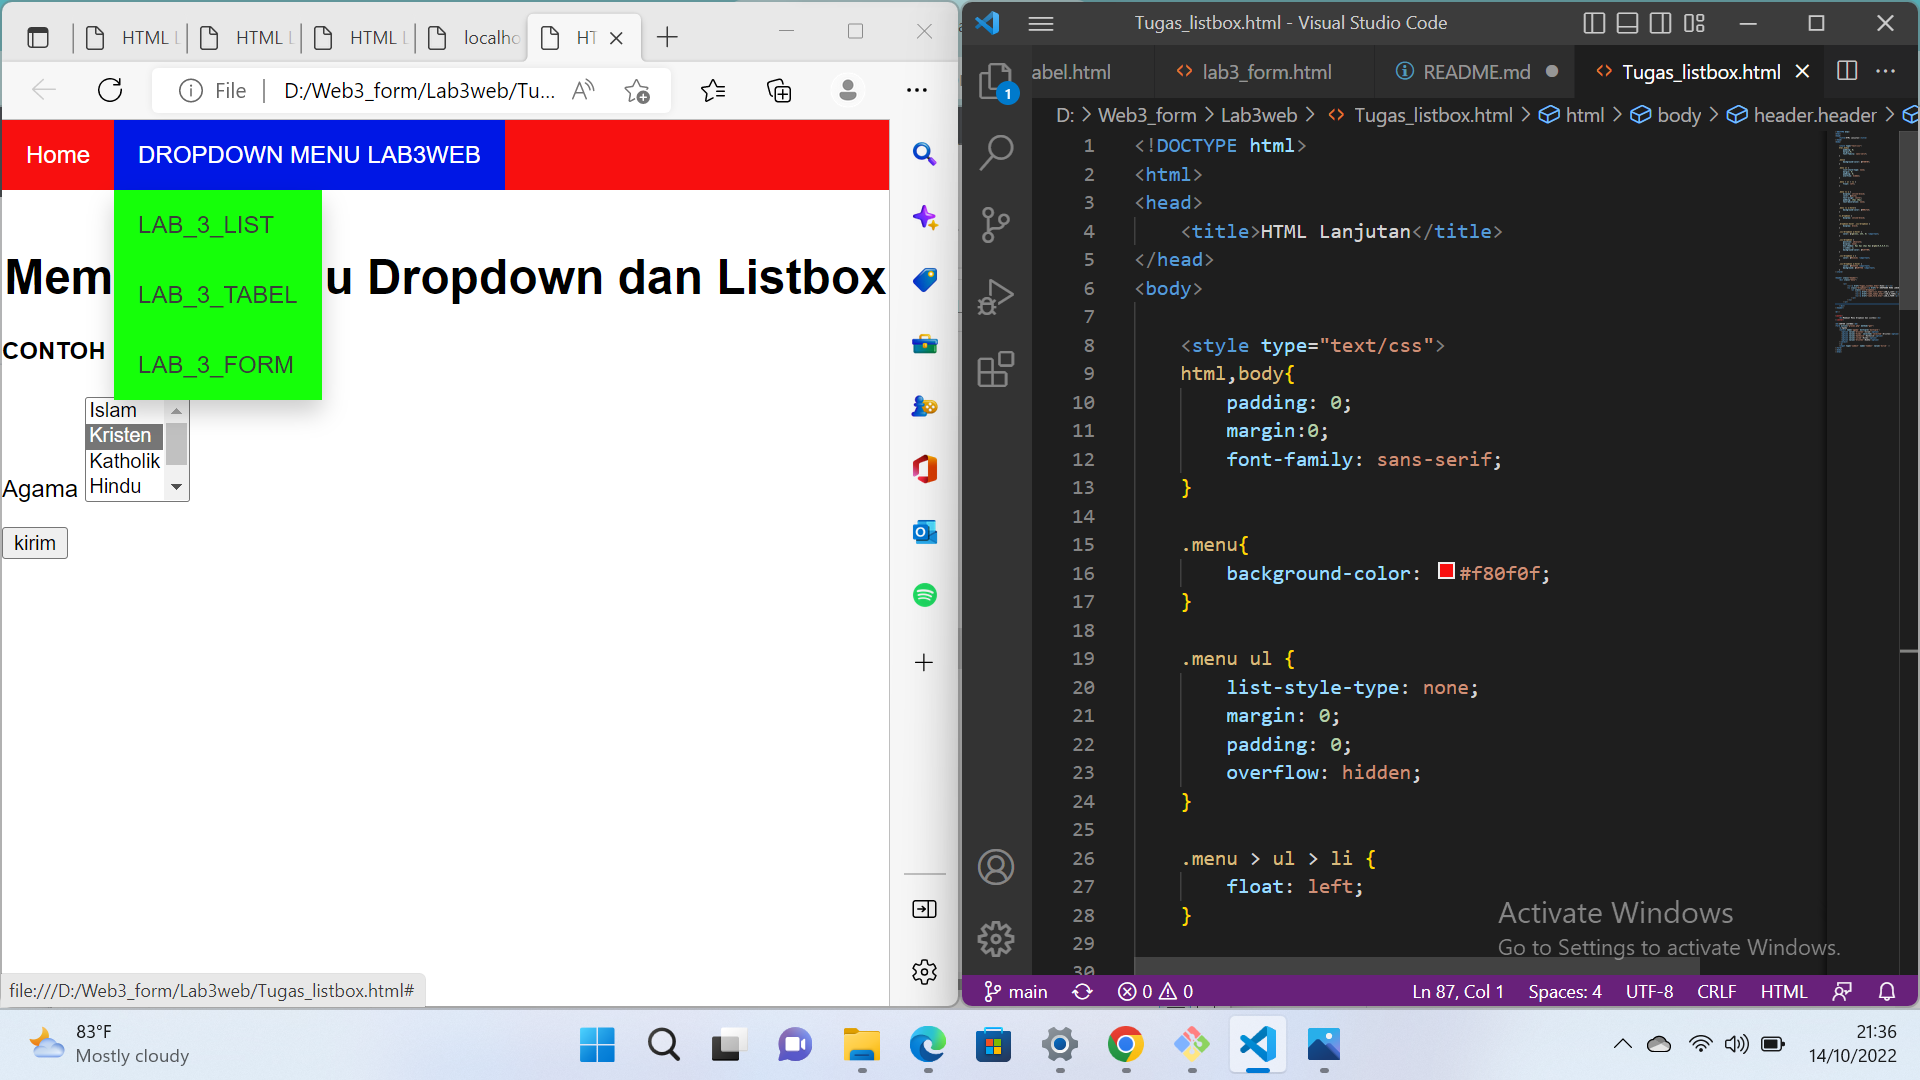 HTML L
HTML L
HTML L
localho
HT
File
D:/Web3_form/Lab3web/Tu...
Home
DROPDOWN MENU LAB3WEB
LAB_3_LIST
Mem
u Dropdown dan Listbox
LAB_3_TABEL
CONTOH
LAB_3_FORM
Islam
Kristen
Katholik
Agama
Hindu
kirim
file:///D:/Web3_form/Lab3web/Tugas_listbox.html#
Tugas_listbox.html - Visual Studio Code
abel.html
lab3_form.html
README.md
Tugas_listbox.html
1
D: > Web3_form > Lab3web > Tugas_listbox.html > html > body > header.header >
1 <!DOCTYPE html>
2 <html>
3 <head>
4 <title>HTML Lanjutan</title>
5 </head>
6 <body>
7
8 <style type="text/css">
9 html,body{
10 padding: 0;
11 margin:0;
12 font-family: sans-serif;
13 }
14
15 .menu{
16 background-color: #f80f0f;
17 }
18
19 .menu ul {
20 list-style-type: none;
21 margin: 0;
22 padding: 0;
23 overflow: hidden;
24 }
25
26 .menu > ul > li {
27 float: left;
28 }
29
30
Activate Windows
Go to Settings to activate Windows.
main
0
0
Ln 87, Col 1
Spaces: 4
UTF-8
CRLF
HTML
83°F
Mostly cloudy
21:36
14/10/2022